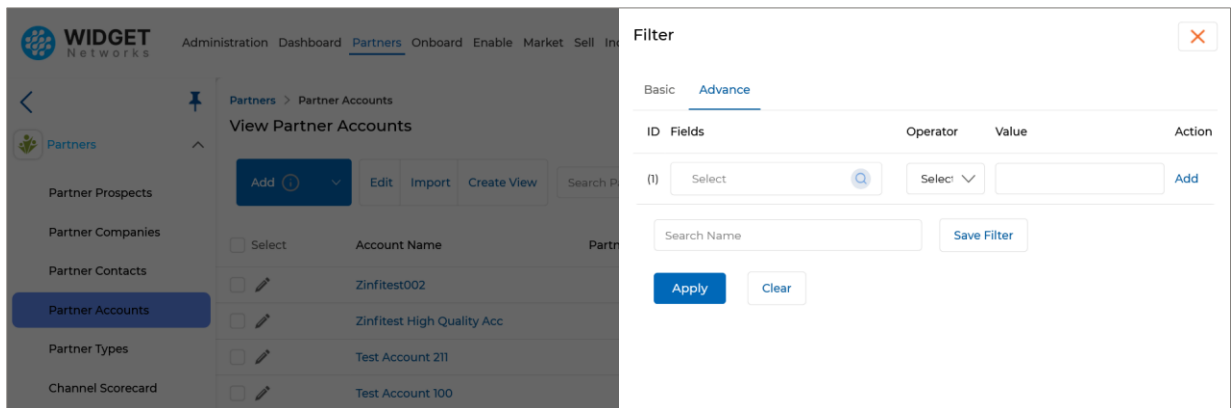 WIDGET
Networks
Administration Dashboard Partners Onboard Enable Market Sell
Partners > Partner Accounts
View Partner Accounts
Partners
Partner Prospects
Partner Companies
Partner Contacts
Partner Accounts
Partner Types
Channel Scorecard
Add Edit Import Create View Search
Select Account Name
Zinfitest002
Zinfitest High Quality Acc
Test Account 211
Test Account 100
Filter
Basic Advance
ID Fields Operator Value Action
(1) Select Select Add
Search Name Save Filter
Apply Clear